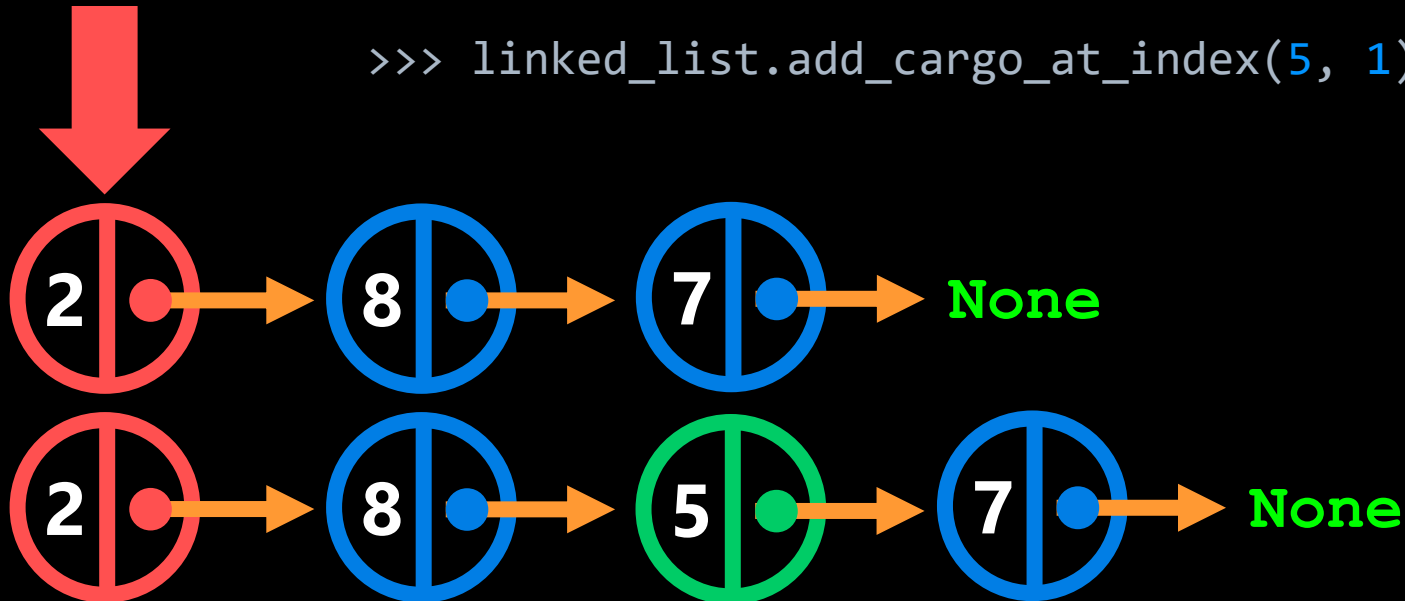 >>> linked_list.add_cargo_at_index(5, 1)
2 8 7 None
2 8 5 7 None